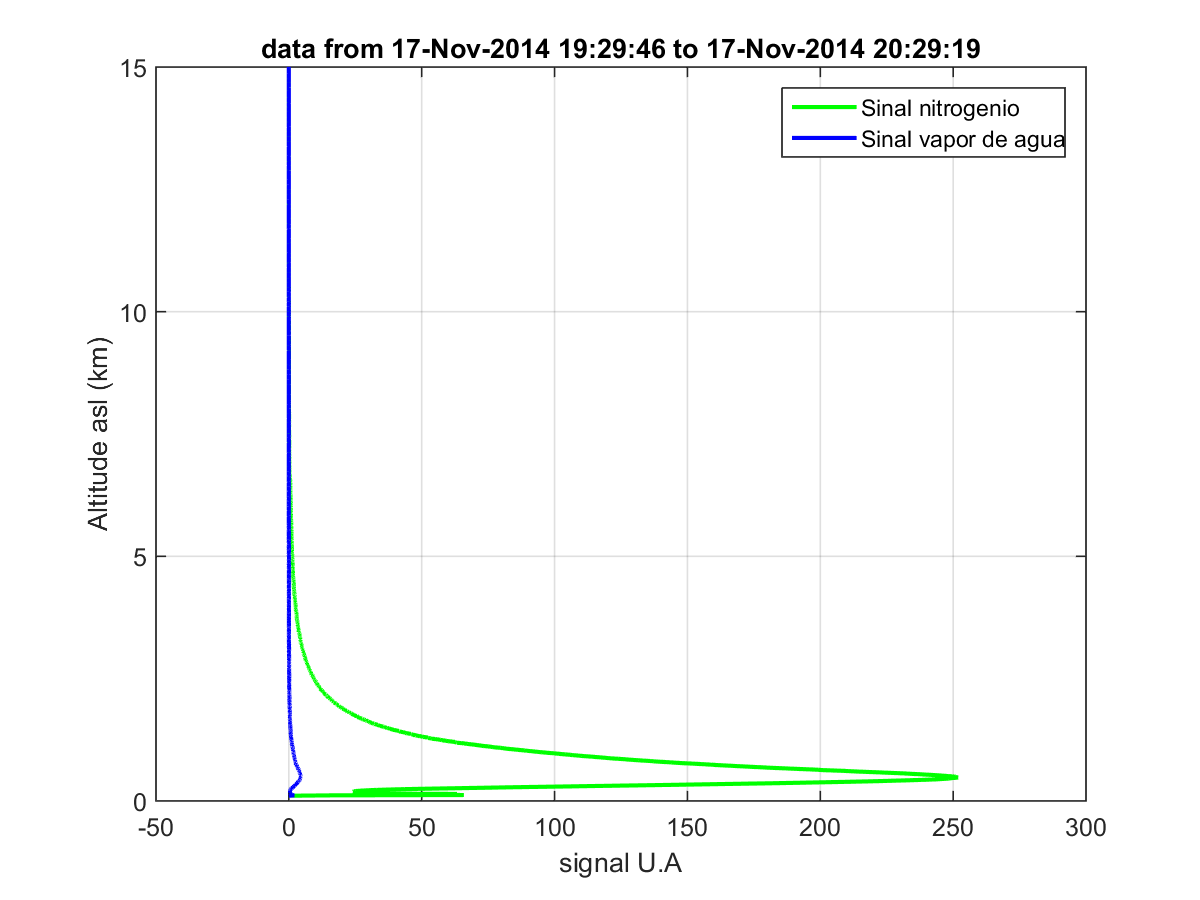 data from 17-Nov-2014 19:29:46 to 17-Nov-2014 20:29:19
Sinal nitrogenio
Sinal vapor de agua
Altitude asl (km)
15
10
5
0
-50 0 50 100 150 200 250 300
signal U.A